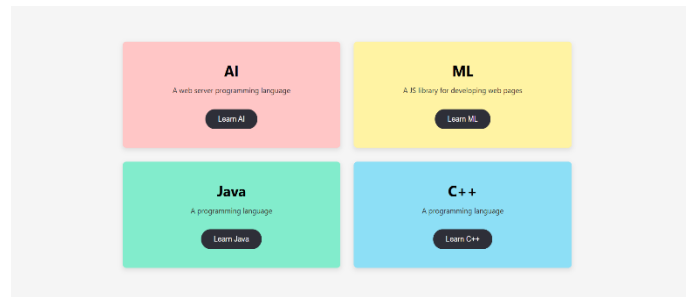 AI
A web server programming language
Learn AI
ML
A JS library for developing web pages
Learn ML
Java
A programming language
Learn Java
C++
A programming language
Learn C++